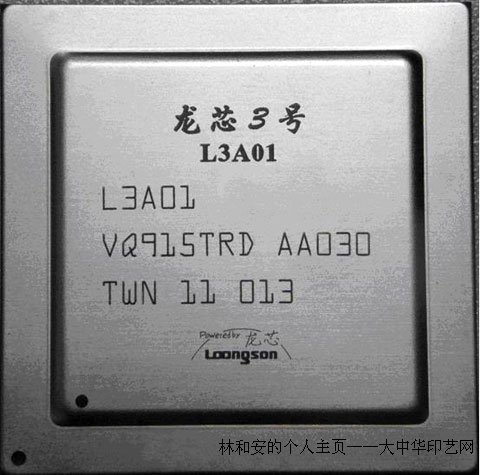 龙芯3号
L3A01
L3A01
VQ915TRD AA030
TWN 11 013
Powered by 龙芯
Loongson
林和安的个人主页——大中华印艺网